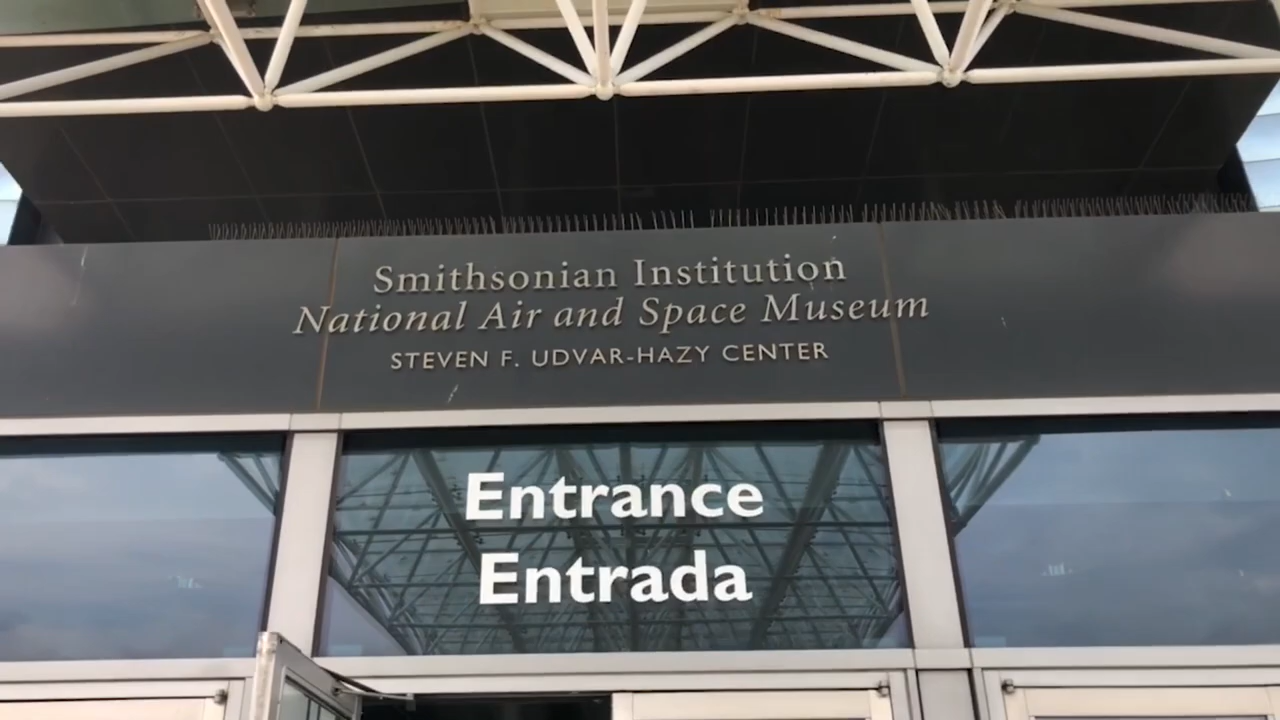 Smithsonian Institution
National Air and Space Museum
STEVEN F. UDVAR-HAZY CENTER
Entrance
Entrada